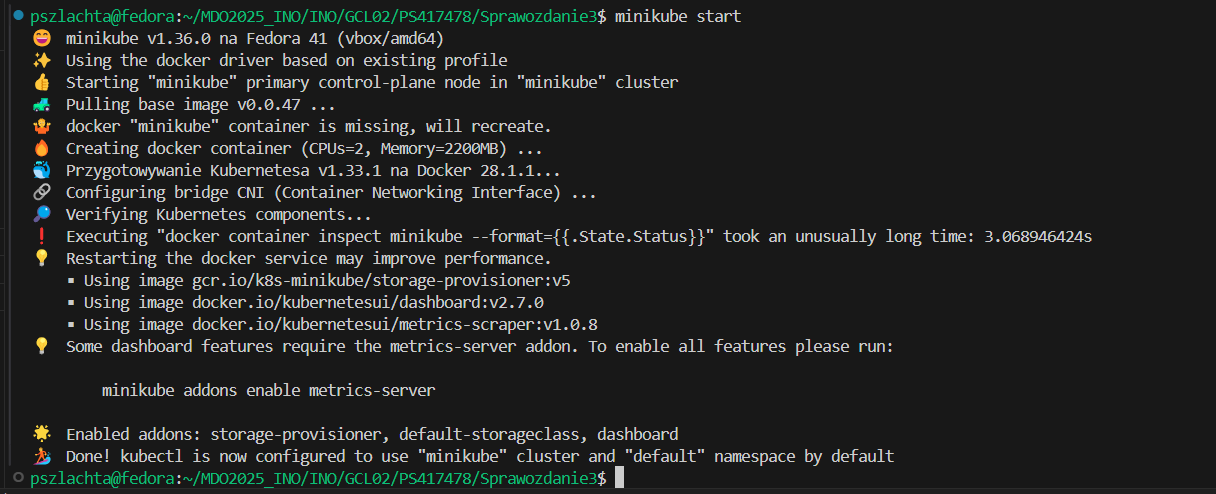 pszlachta@fedora:~/MDO2025_INO/INO/GCL02/PS417478/Sprawozdanie3$ minikube start
minikube v1.36.0 na Fedora 41 (vbox/amd64)
Using the docker driver based on existing profile
Starting "minikube" primary control-plane node in "minikube" cluster
Pulling base image v0.0.47 ...
docker "minikube" container is missing, will recreate.
Creating docker container (CPUs=2, Memory=2200MB) ...
Przygotowywanie Kubernetesa v1.33.1 na Docker 28.1.1...
Configuring bridge CNI (Container Networking Interface) ...
Verifying Kubernetes components...
Executing "docker container inspect minikube --format={{.State.Status}}" took an unusually long time: 3.068946424s
Restarting the docker service may improve performance.
▪ Using image gcr.io/k8s-minikube/storage-provisioner:v5
▪ Using image docker.io/kubernetesui/dashboard:v2.7.0
▪ Using image docker.io/kubernetesui/metrics-scraper:v1.0.8
Some dashboard features require the metrics-server addon. To enable all features please run:
minikube addons enable metrics-server
Enabled addons: storage-provisioner, default-storageclass, dashboard
Done! kubectl is now configured to use "minikube" cluster and "default" namespace by default
pszlachta@fedora:~/MDO2025_INO/INO/GCL02/PS417478/Sprawozdanie3$